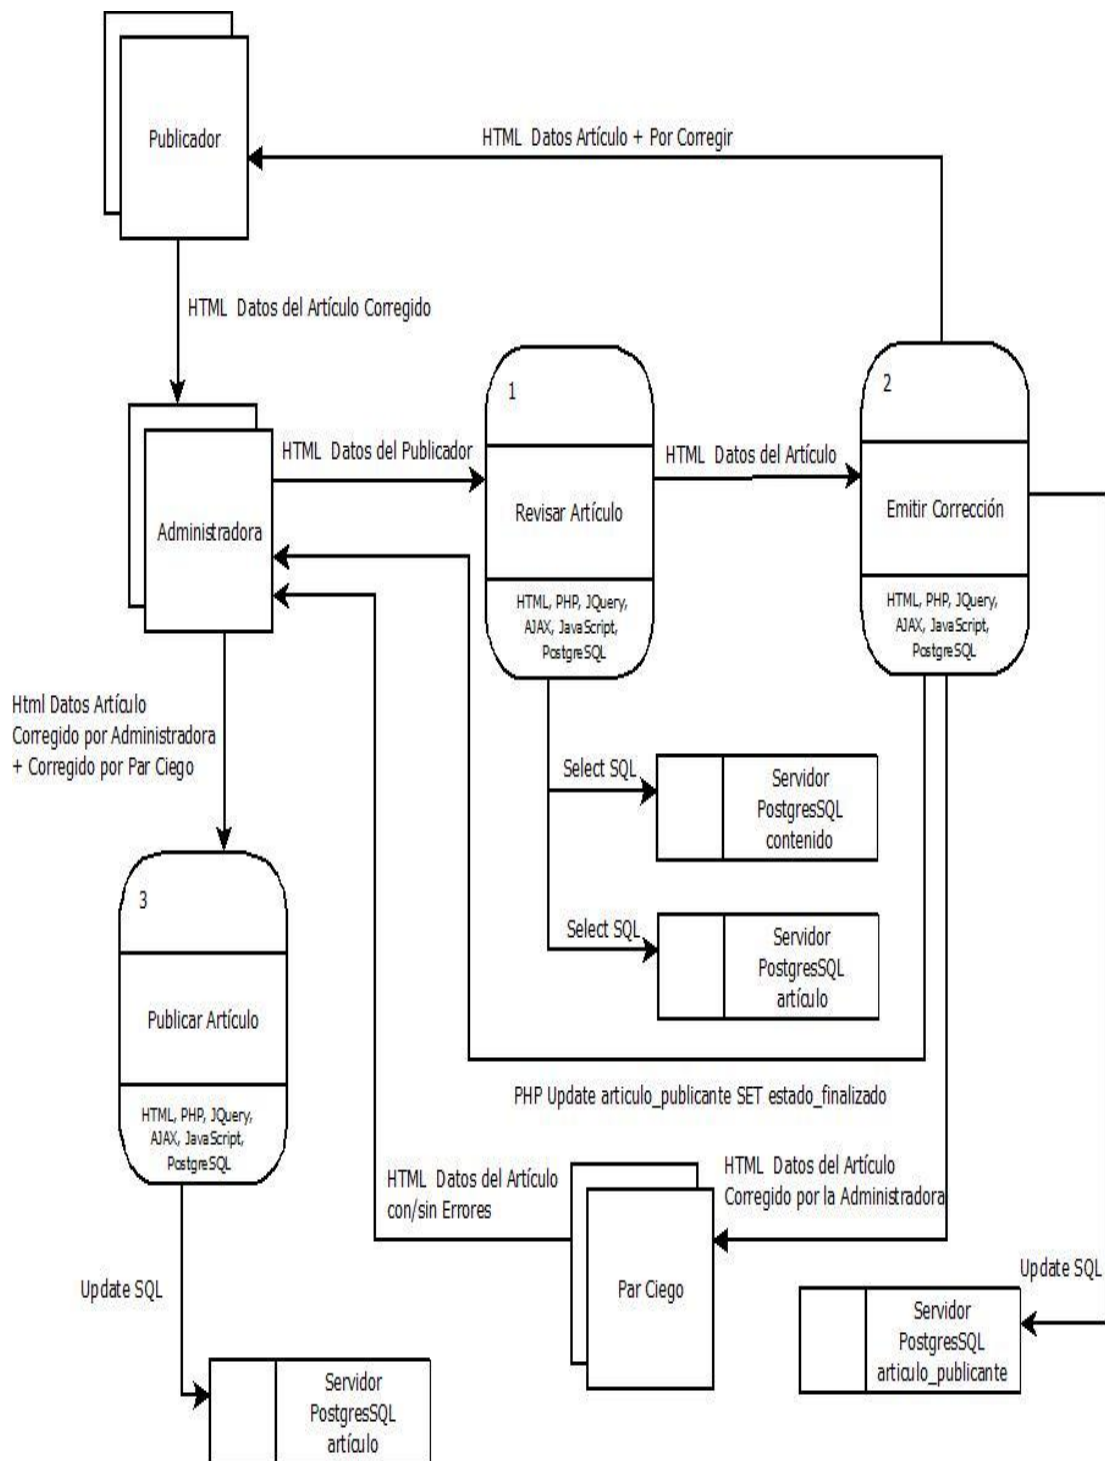 Publicador
HTML Datos Artículo + Por Corregir
HTML Datos del Artículo Corregido
1
2
HTML Datos del Publicador
HTML Datos del Artículo
Administradora
Revisar Artículo
Emitir Corrección
HTML, PHP, JQuery,
AJAX, JavaScript,
PostgreSQL
HTML, PHP, JQuery,
AJAX, JavaScript,
PostgreSQL
Html Datos Artículo
Corregido por Administradora
+ Corregido por Par Ciego
Select SQL
Servidor
PostgresSQL
contenido
3
Select SQL
Servidor
PostgresSQL
artículo
Publicar Artículo
PHP Update articulo_publicante SET estado_finalizado
HTML, PHP, JQuery,
AJAX, JavaScript,
PostgreSQL
HTML Datos del Artículo
con/sin Errores
HTML Datos del Artículo
Corregido por la Administradora
Update SQL
Par Ciego
Update SQL
Servidor
PostgresSQL
articulo_publicante
Servidor
PostgresSQL
artículo